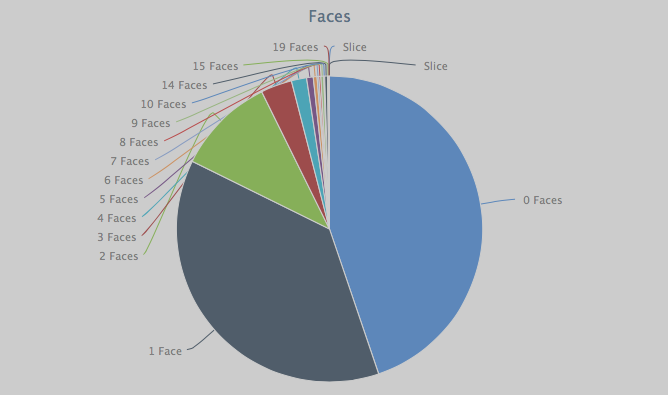 Faces
19 Faces
Slice
15 Faces
Slice
14 Faces
10 Faces
9 Faces
8 Faces
7 Faces
6 Faces
5 Faces
0 Faces
4 Faces
3 Faces
2 Faces
1 Face